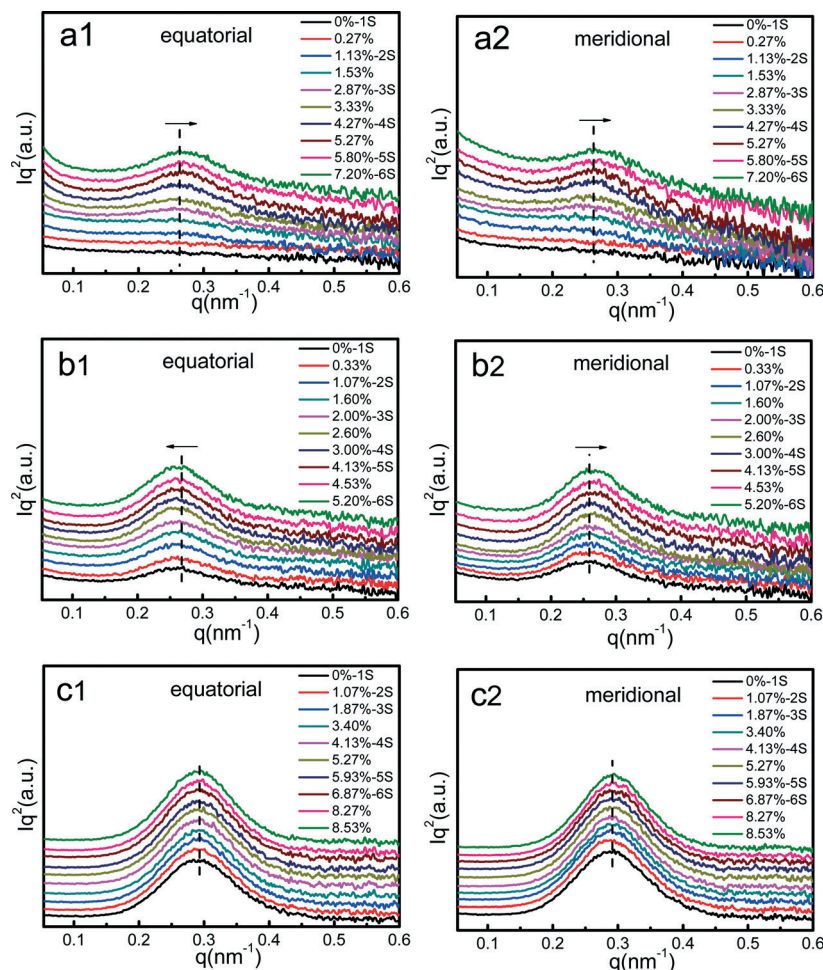 a1
equatorial
0%-1S
0.27%
1.13%-2S
1.53%
2.87%-3S
3.33%
4.27%-4S
5.27%
5.80%-5S
7.20%-6S
Iq²(a.u.)
0.1 0.2 0.3 0.4 0.5 0.6
q(nm⁻¹)
a2
meridional
0%-1S
0.27%
1.13%-2S
1.53%
2.87%-3S
3.33%
4.27%-4S
5.27%
5.80%-5S
7.20%-6S
Iq²(a.u.)
0.1 0.2 0.3 0.4 0.5 0.6
q(nm⁻¹)
b1
equatorial
0%-1S
0.33%
1.07%-2S
1.60%
2.00%-3S
2.60%
3.00%-4S
4.13%-5S
4.53%
5.20%-6S
Iq²(a.u.)
0.1 0.2 0.3 0.4 0.5 0.6
q(nm⁻¹)
b2
meridional
0%-1S
0.33%
1.07%-2S
1.60%
2.00%-3S
2.60%
3.00%-4S
4.13%-5S
4.53%
5.20%-6S
Iq²(a.u.)
0.1 0.2 0.3 0.4 0.5 0.6
q(nm⁻¹)
c1
equatorial
0%-1S
1.07%-2S
1.87%-3S
3.40%
4.13%-4S
5.27%
5.93%-5S
6.87%-6S
8.27%
8.53%
Iq²(a.u.)
0.1 0.2 0.3 0.4 0.5 0.6
q(nm⁻¹)
c2
meridional
0%-1S
1.07%-2S
1.87%-3S
3.40%
4.13%-4S
5.27%
5.93%-5S
6.87%-6S
8.27%
8.53%
Iq²(a.u.)
0.1 0.2 0.3 0.4 0.5 0.6
q(nm⁻¹)